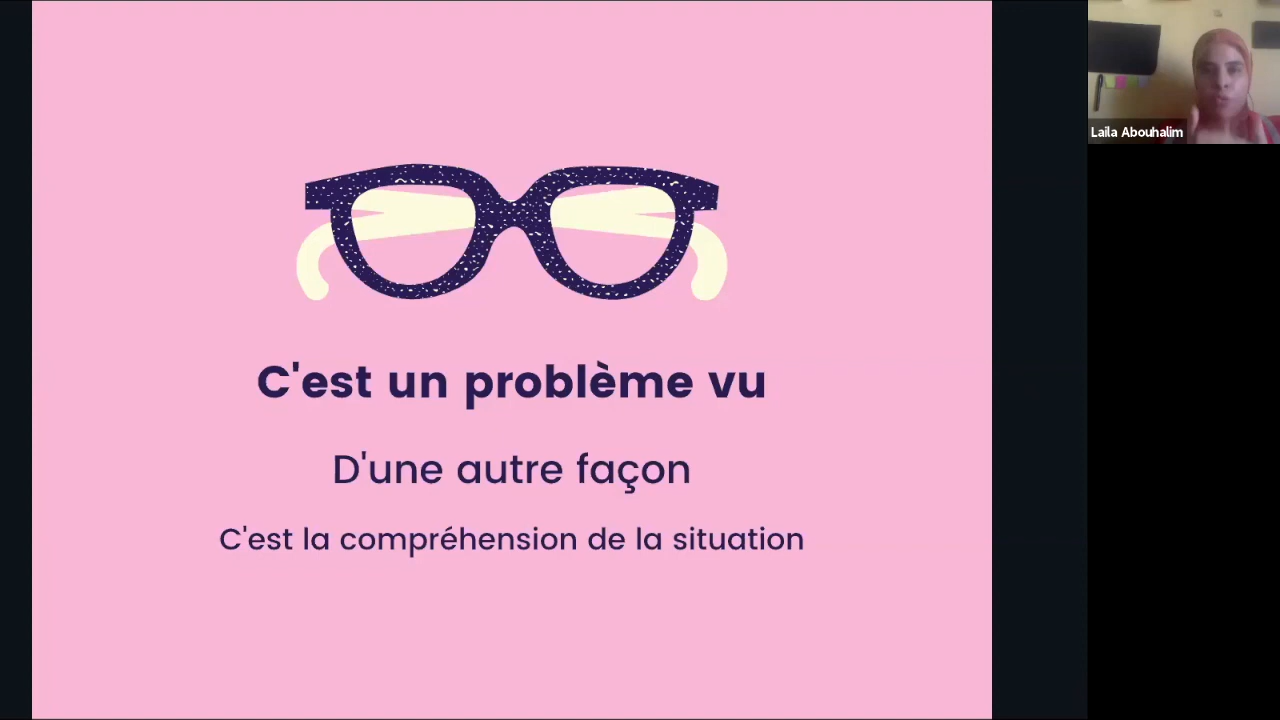 C'est un problème vu
D'une autre façon
C'est la compréhension de la situation
Laila Abouhalim